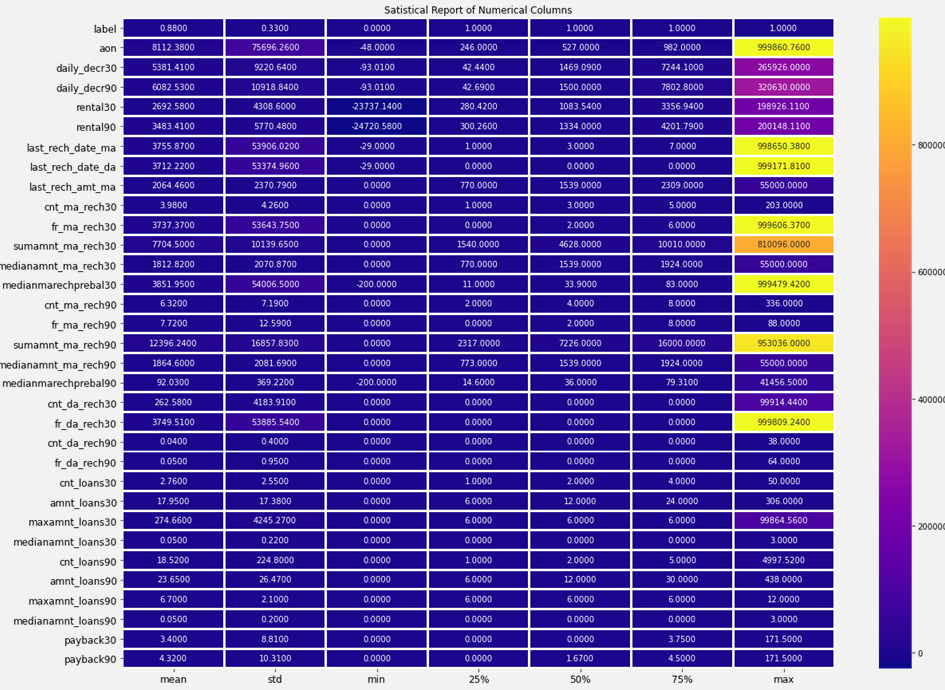 Satistical Report of Numerical Columns
label 0.8800 0.3300 0.0000 1.0000 1.0000 1.0000 1.0000
aon 8112.3800 75696.2600 -48.0000 246.0000 527.0000 982.0000 999860.7600
daily_decr30 5381.4100 9220.6400 -93.0100 42.4400 1469.0900 7244.1000 265926.0000
daily_decr90 6082.5300 10918.8400 -93.0100 42.6900 1500.0000 7802.8000 320630.0000
rental30 2692.5800 4308.6000 -23737.1400 280.4200 1083.5400 3356.9400 198926.1100
rental90 3483.4100 5770.4800 -24720.5800 300.2600 1334.0000 4201.7900 200148.1100
last_rech_date_ma 3755.8700 53906.0200 -29.0000 1.0000 3.0000 7.0000 998650.3800
last_rech_date_da 3712.2200 53374.9600 -29.0000 0.0000 0.0000 0.0000 999171.8100
last_rech_amt_ma 2064.4600 2370.7900 0.0000 770.0000 1539.0000 2309.0000 55000.0000
cnt_ma_rech30 3.9800 4.2600 0.0000 1.0000 3.0000 5.0000 203.0000
fr_ma_rech30 3737.3700 53643.7500 0.0000 0.0000 2.0000 6.0000 999606.3700
sumamnt_ma_rech30 7704.5000 10139.6500 0.0000 1540.0000 4628.0000 10010.0000 810096.0000
medianamnt_ma_rech30 1812.8200 2070.8700 0.0000 770.0000 1539.0000 1924.0000 55000.0000
medianmarechprebal30 3851.9500 54006.5000 -200.0000 11.0000 33.9000 83.0000 999479.4200
cnt_ma_rech90 6.3200 7.1900 0.0000 2.0000 4.0000 8.0000 336.0000
fr_ma_rech90 7.7200 12.5900 0.0000 0.0000 2.0000 8.0000 88.0000
sumamnt_ma_rech90 12396.2400 16857.8300 0.0000 2317.0000 7226.0000 16000.0000 953036.0000
medianamnt_ma_rech90 1864.6000 2081.6900 0.0000 773.0000 1539.0000 1924.0000 55000.0000
medianmarechprebal90 92.0300 369.2200 -200.0000 14.6000 36.0000 79.3100 41456.5000
cnt_da_rech30 262.5800 4183.9100 0.0000 0.0000 0.0000 0.0000 99914.4400
fr_da_rech30 3749.5100 53885.5400 0.0000 0.0000 0.0000 0.0000 999809.2400
cnt_da_rech90 0.0400 0.4000 0.0000 0.0000 0.0000 0.0000 38.0000
fr_da_rech90 0.0500 0.9500 0.0000 0.0000 0.0000 0.0000 64.0000
cnt_loans30 2.7600 2.5500 0.0000 1.0000 2.0000 4.0000 50.0000
amnt_loans30 17.9500 17.3800 0.0000 6.0000 12.0000 24.0000 306.0000
maxamnt_loans30 274.6600 4245.2700 0.0000 6.0000 6.0000 6.0000 99864.5600
medianamnt_loans30 0.0500 0.2200 0.0000 0.0000 0.0000 0.0000 3.0000
cnt_loans90 18.5200 224.8000 0.0000 1.0000 2.0000 5.0000 4997.5200
amnt_loans90 23.6500 26.4700 0.0000 6.0000 12.0000 30.0000 438.0000
maxamnt_loans90 6.7000 2.1000 0.0000 6.0000 6.0000 6.0000 12.0000
medianamnt_loans90 0.0500 0.2000 0.0000 0.0000 0.0000 0.0000 3.0000
payback30 3.4000 8.8100 0.0000 0.0000 0.0000 3.7500 171.5000
payback90 4.3200 10.3100 0.0000 0.0000 1.6700 4.5000 171.5000
mean std min 25% 50% 75% max
800000
600000
400000
200000
0